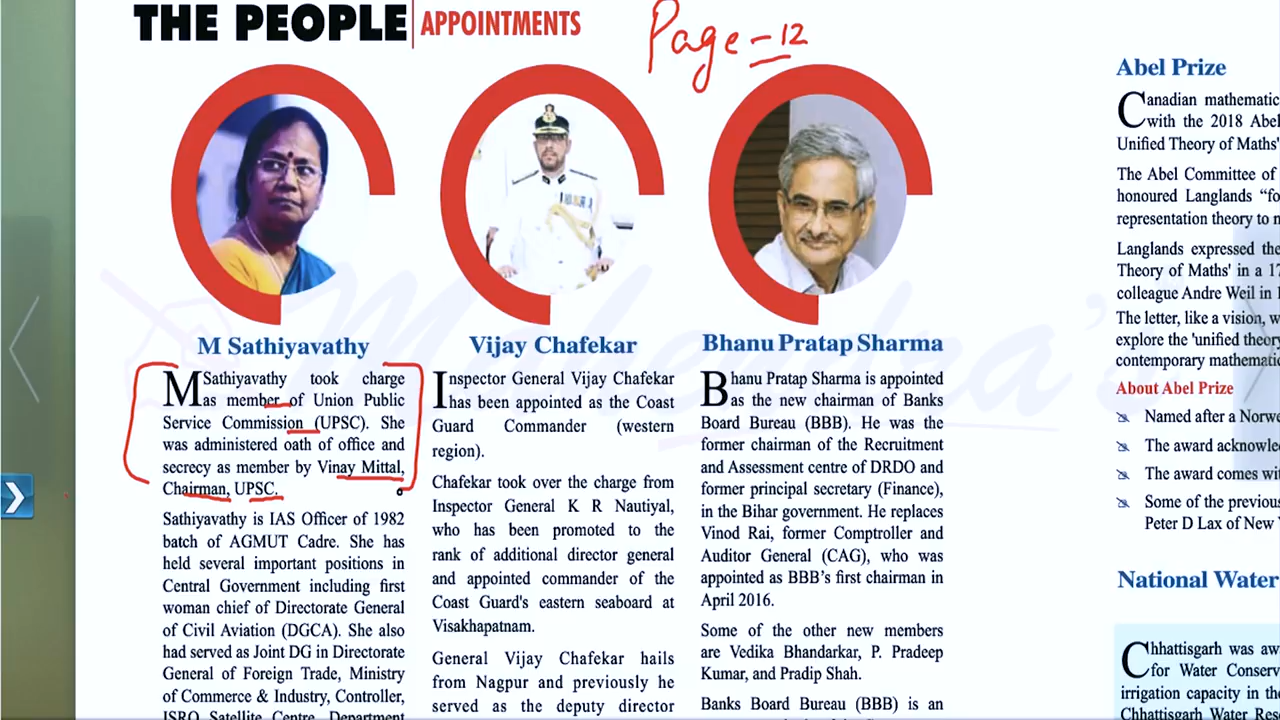 THE PEOPLE APPOINTMENTS
Page-12
M Sathiyavathy
M Sathiyavathy took charge
as member of Union Public
Service Commission (UPSC). She
was administered oath of office and
secrecy as member by Vinay Mittal,
Chairman, UPSC.
Sathiyavathy is IAS Officer of 1982
batch of AGMUT Cadre. She has
held several important positions in
Central Government including first
woman chief of Directorate General
of Civil Aviation (DGCA). She also
had served as Joint DG in Directorate
General of Foreign Trade, Ministry
of Commerce & Industry, Controller,
ISRO Satellite Centre, Department
Vijay Chafekar
Inspector General Vijay Chafekar
has been appointed as the Coast
Guard Commander (western
region).
Chafekar took over the charge from
Inspector General K R Nautiyal,
who has been promoted to the
rank of additional director general
and appointed commander of the
Coast Guard's eastern seaboard at
Visakhapatnam.
General Vijay Chafekar hails
from Nagpur and previously he
served as the deputy director
Bhanu Pratap Sharma
Bhanu Pratap Sharma is appointed
as the new chairman of Banks
Board Bureau (BBB). He was the
former chairman of the Recruitment
and Assessment centre of DRDO and
former principal secretary (Finance),
in the Bihar government. He replaces
Vinod Rai, former Comptroller and
Auditor General (CAG), who was
appointed as BBB's first chairman in
April 2016.
Some of the other new members
are Vedika Bhandarkar, P. Pradeep
Kumar, and Pradip Shah.
Banks Board Bureau (BBB) is an
Abel Prize
Canadian mathematic
with the 2018 Abel
Unified Theory of Maths'
The Abel Committee of
honoured Langlands “fo
representation theory to n
Langlands expressed the
Theory of Maths' in a 17
colleague Andre Weil in 1
The letter, like a vision, w
explore the 'unified theory
contemporary mathematic
About Abel Prize
Named after a Norw
The award acknowle
The award comes wit
Some of the previous
Peter D Lax of New Y
National Water
Chhattisgarh was aw
for Water Conserv
irrigation capacity in the
Chhattisgarh Water Res
Mahendra's